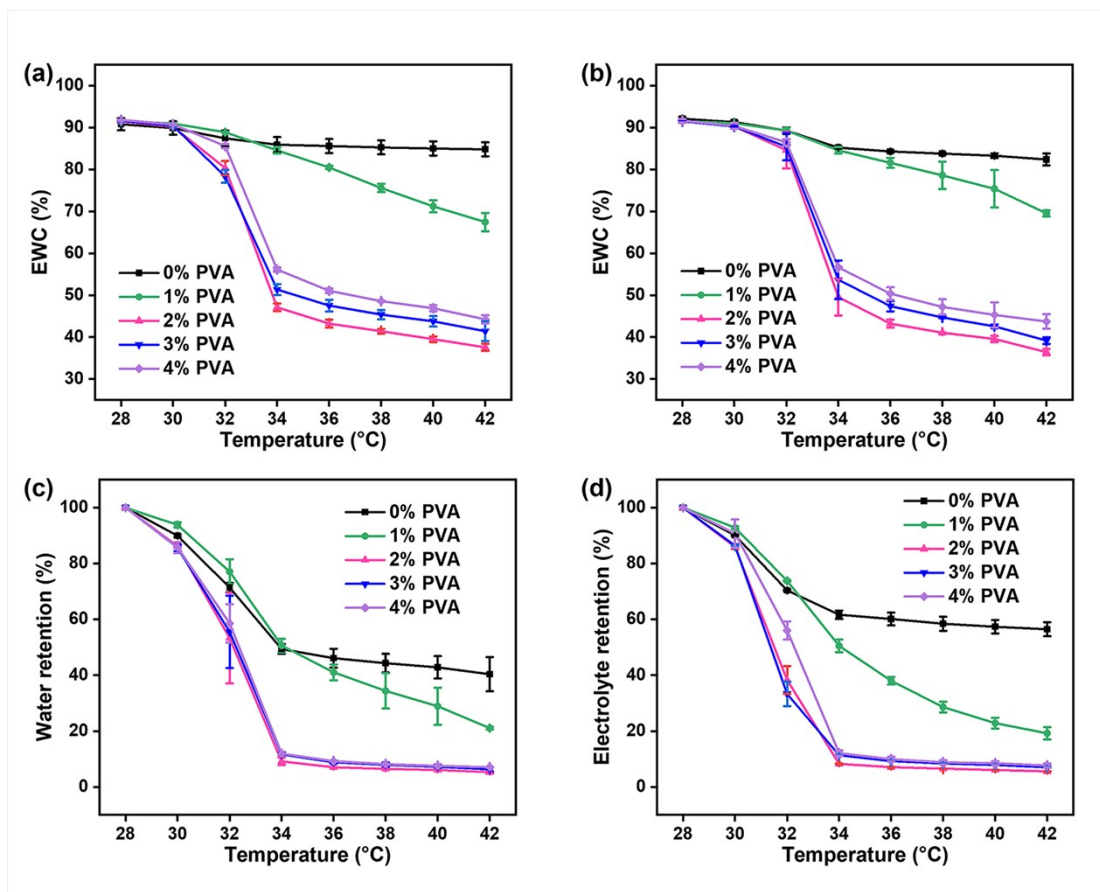 (a)
100
90
80
70
60
50
40
30
EWC (%)
0% PVA
1% PVA
2% PVA
3% PVA
4% PVA
28 30 32 34 36 38 40 42
Temperature (°C)
(b)
100
90
80
70
60
50
40
30
EWC (%)
0% PVA
1% PVA
2% PVA
3% PVA
4% PVA
28 30 32 34 36 38 40 42
Temperature (°C)
(c)
100
80
60
40
20
0
Water retention (%)
0% PVA
1% PVA
2% PVA
3% PVA
4% PVA
28 30 32 34 36 38 40 42
Temperature (°C)
(d)
100
80
60
40
20
0
Electrolyte retention (%)
0% PVA
1% PVA
2% PVA
3% PVA
4% PVA
28 30 32 34 36 38 40 42
Temperature (°C)